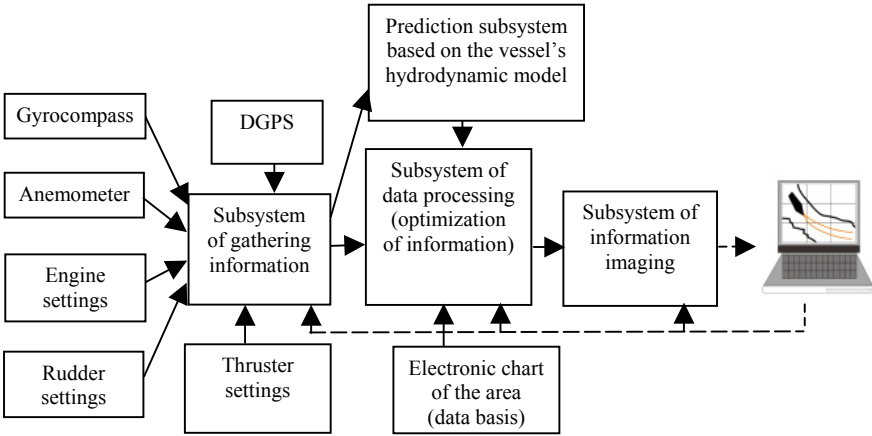 Prediction subsystem
based on the vessel's
hydrodynamic model
Gyrocompass
DGPS
Anemometer
Subsystem
of gathering
information
Subsystem of
data processing
(optimization
of information)
Subsystem of
information
imaging
Engine
settings
Rudder
settings
Thruster
settings
Electronic chart
of the area
(data basis)